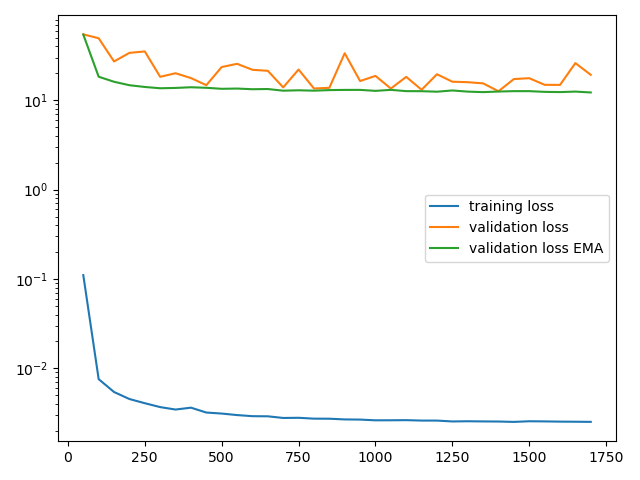 10¹
10⁰
10⁻¹
10⁻²
training loss
validation loss
validation loss EMA
0 250 500 750 1000 1250 1500 1750